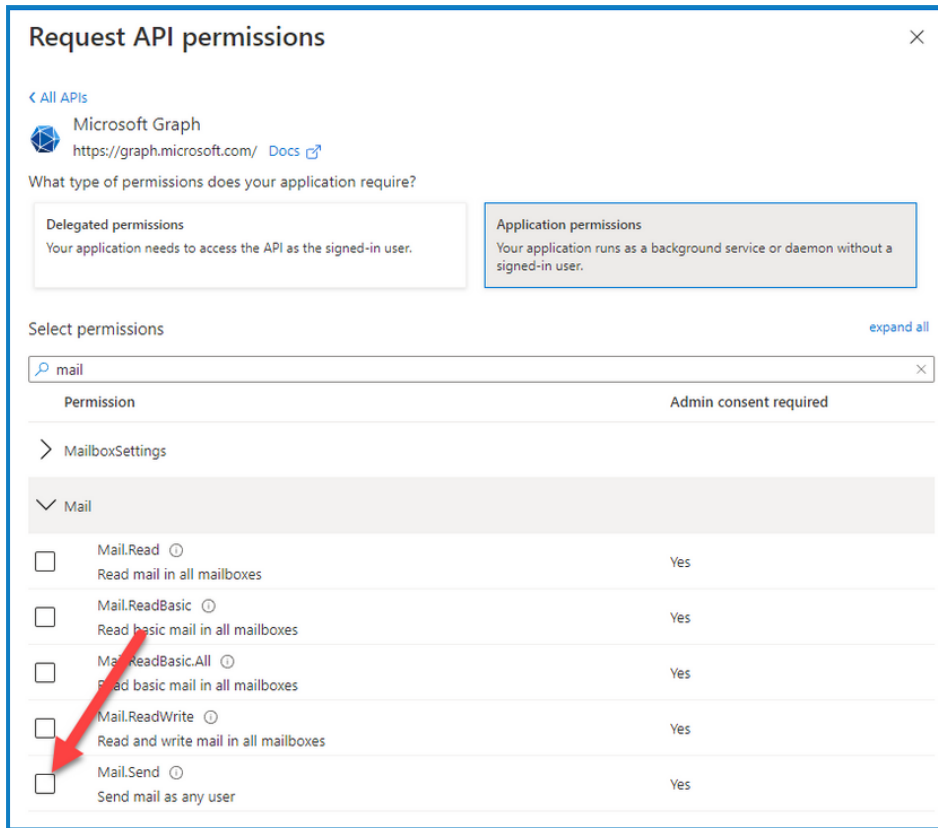 Request API permissions
All APIs
Microsoft Graph
https://graph.microsoft.com/ Docs
What type of permissions does your application require?
Delegated permissions
Your application needs to access the API as the signed-in user.
Application permissions
Your application runs as a background service or daemon without a
signed-in user.
Select permissions
expand all
mail
Permission Admin consent required
MailboxSettings
Mail
Mail.Read
Read mail in all mailboxes
Yes
Mail.ReadBasic
Read basic mail in all mailboxes
Yes
Mail.ReadBasic.All
Read basic mail in all mailboxes
Yes
Mail.ReadWrite
Read and write mail in all mailboxes
Yes
Mail.Send
Send mail as any user
Yes